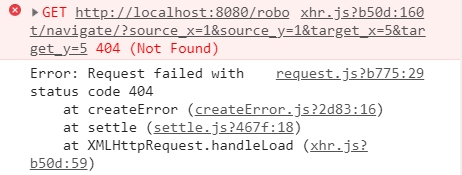 GET http://localhost:8080/robo xhr.js?b50d:160
t/navigate/?source_x=1&source_y=1&target_x=5&tar
get_y=5 404 (Not Found)
Error: Request failed with request.js?b775:29
status code 404
at createError (createError.js?2d83:16)
at settle (settle.js?467f:18)
at XMLHttpRequest.handleLoad (xhr.js?
b50d:59)